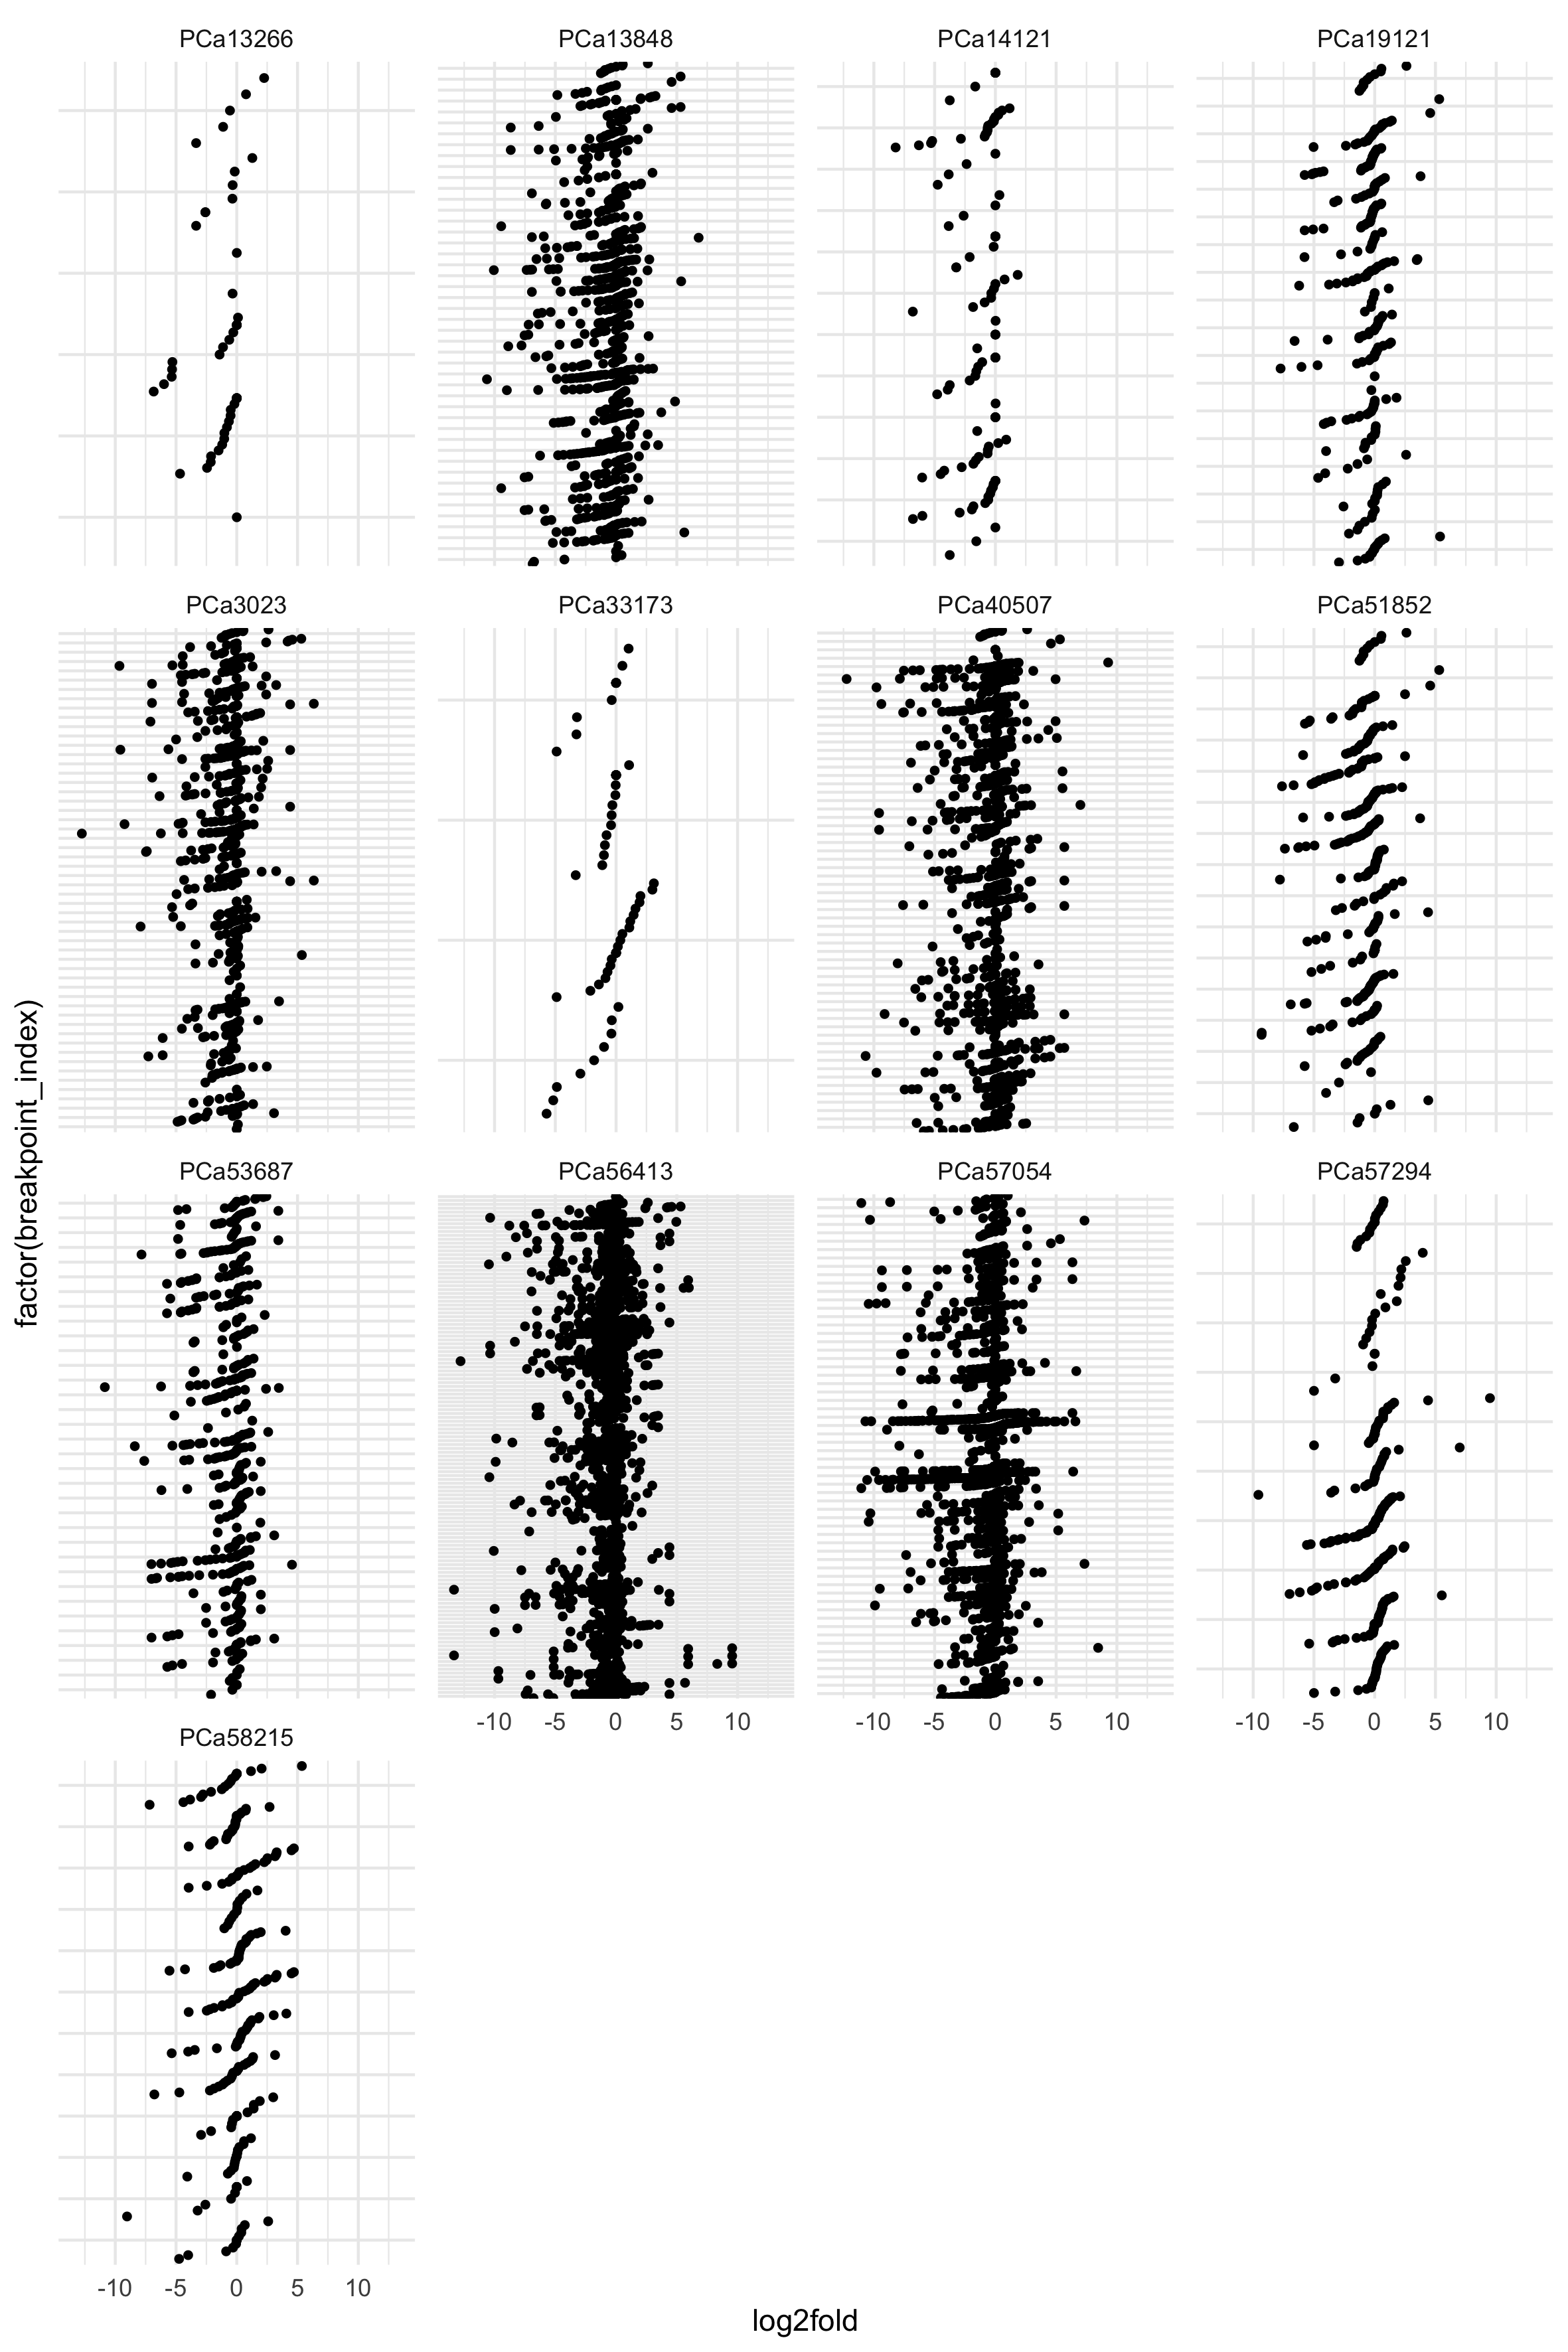 PCa13266 PCa13848 PCa14121 PCa19121
PCa3023 PCa33173 PCa40507 PCa51852
factor(breakpoint_index)
PCa53687 PCa56413 PCa57054 PCa57294
-10 -5 0 5 10 -10 -5 0 5 10 -10 -5 0 5 10
PCa58215
-10 -5 0 5 10
log2fold